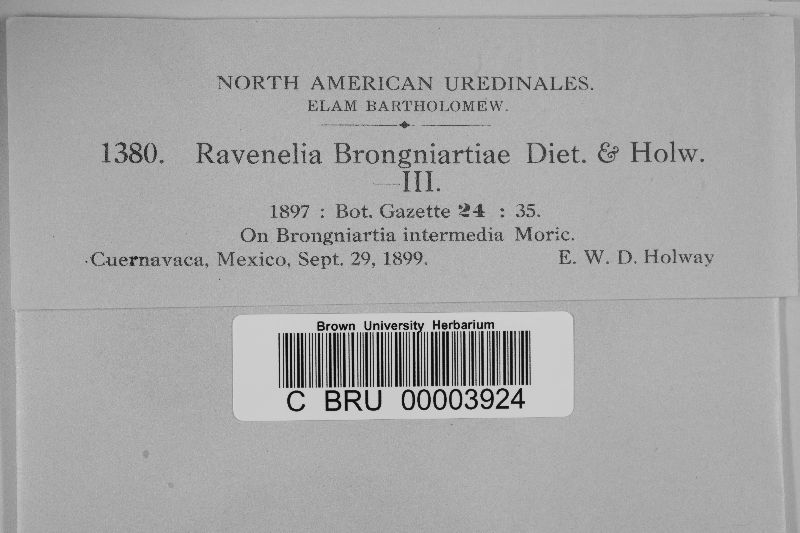 NORTH AMERICAN UREDINALES.
ELAM BARTHOLOMEW.
1380. Ravenelia Brongniartiae Diet. & Holw.
—III.
1897 : Bot. Gazette 24 : 35.
On Brongniartia intermedia Moric.
Cuernavaca, Mexico, Sept. 29, 1899. E. W. D. Holway
Brown University Herbarium
C BRU 00003924